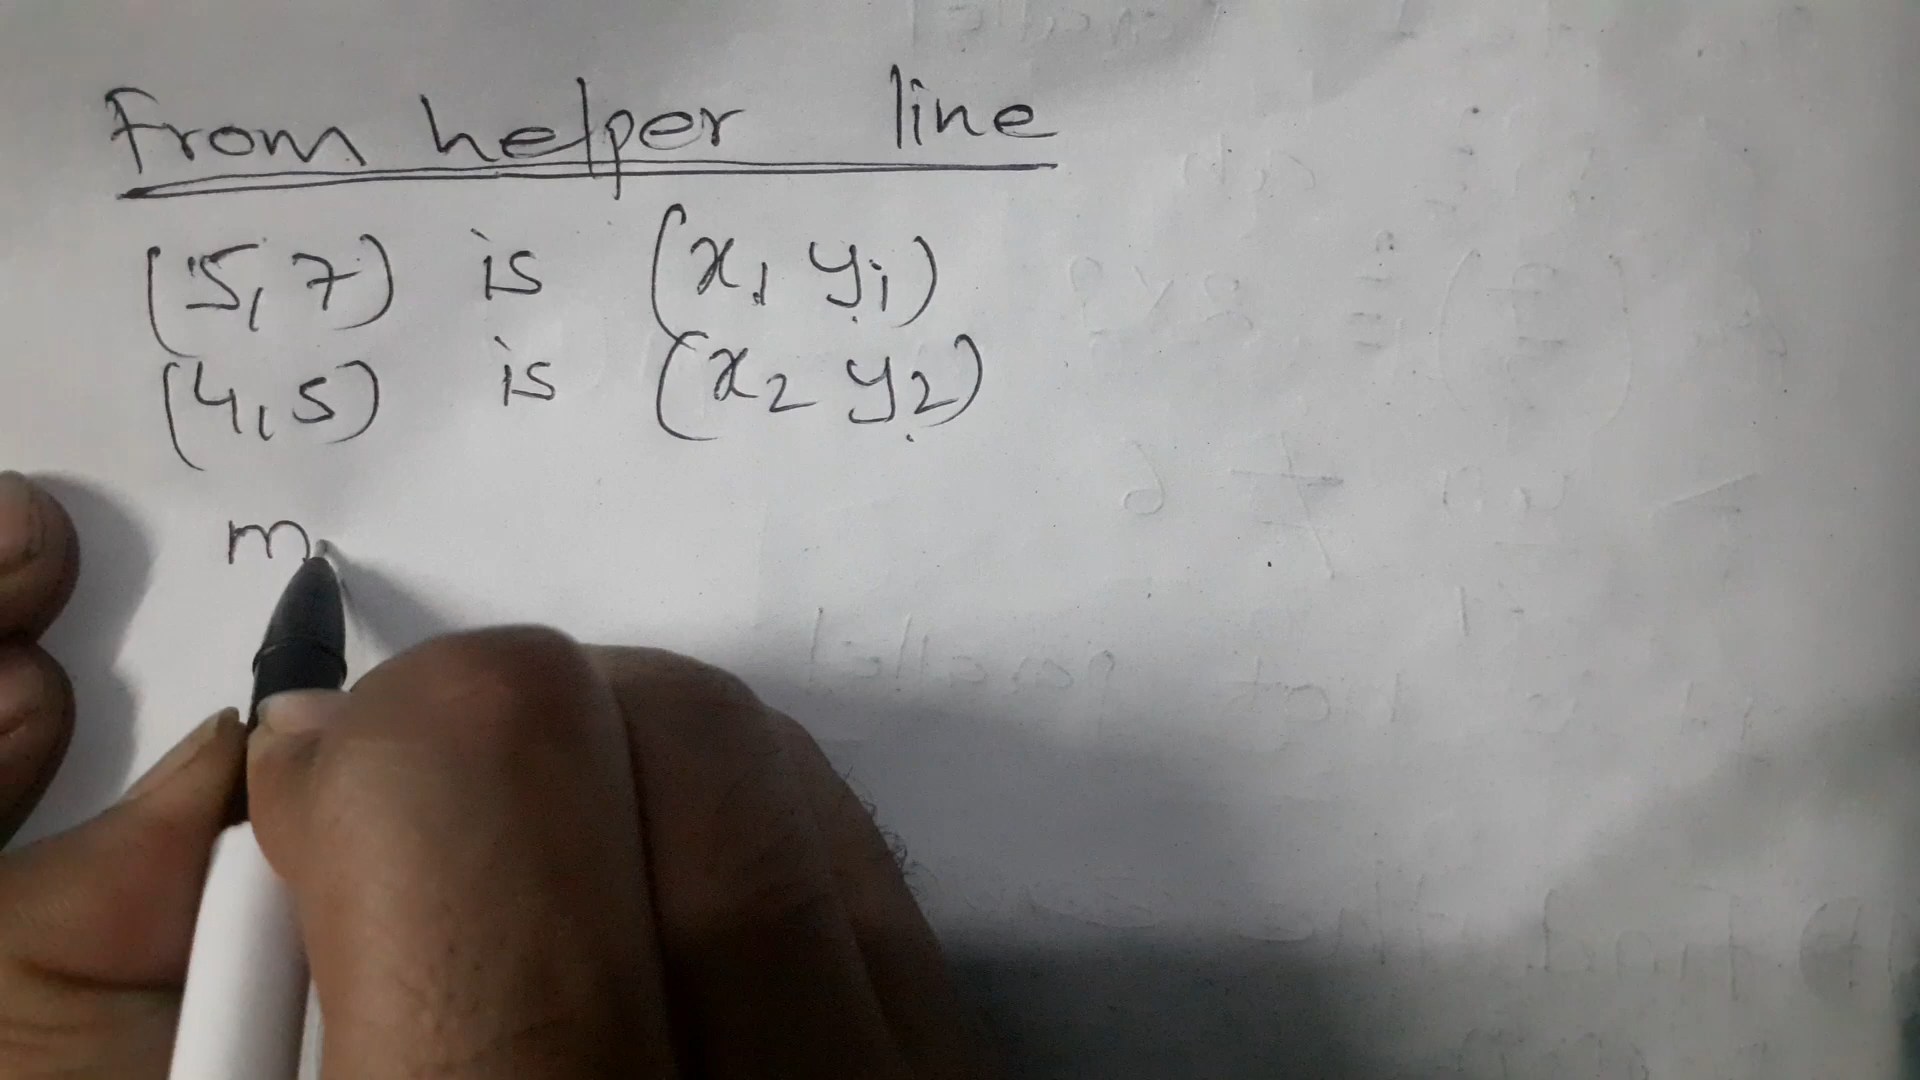 From helper line
(5,7) is (x1 y1)
(4,5) is (x2 y2)
m